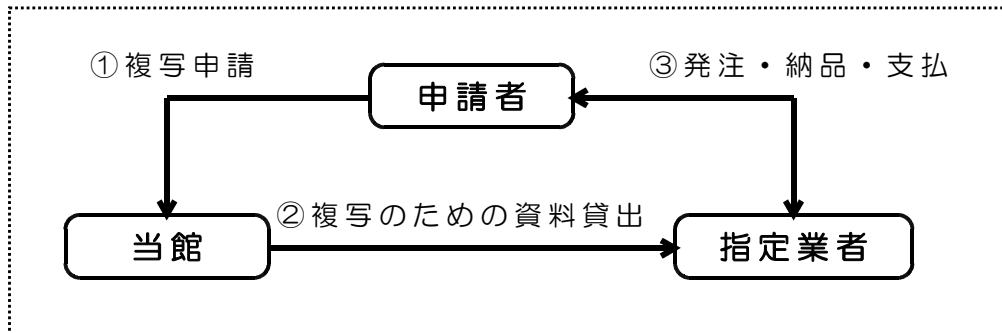 ①複写申請
③発注・納品・支払
申請者
②複写のための資料貸出
当館
指定業者